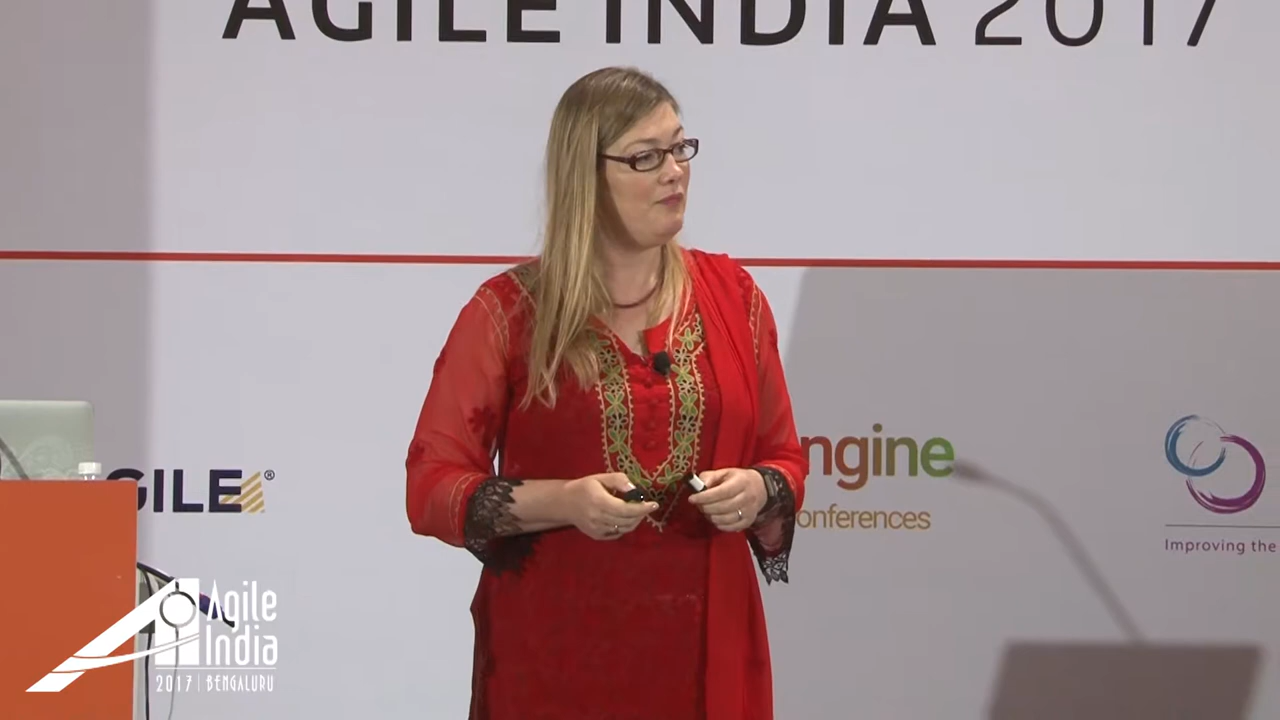 AGILE INDIA 2017
GILE®
ngine
onferences
Improving the
Agile
India
2017 | BENGALURU